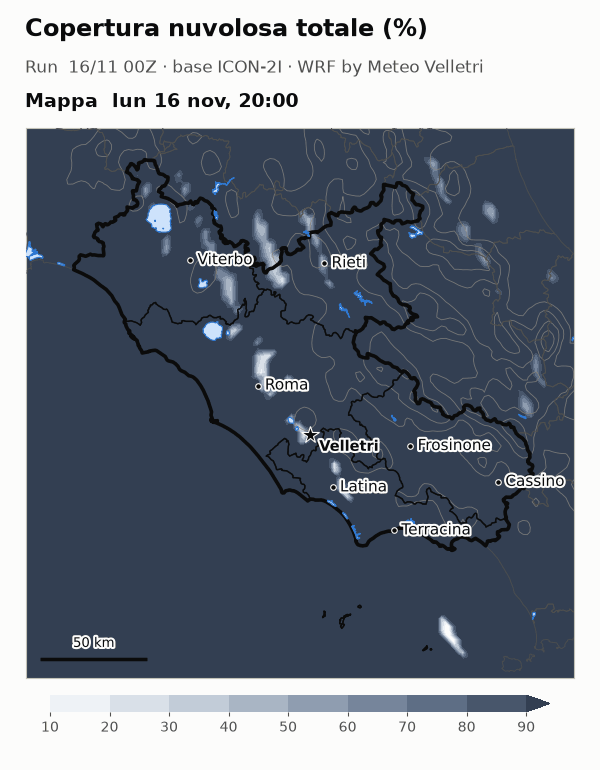 Copertura nuvolosa totale (%)
Run  16/11 00Z · base ICON-2I · WRF by Meteo Velletri
Mappa  lun 16 nov, 20:00
Viterbo
Rieti
Roma
Velletri
Frosinone
Latina
Cassino
Terracina
50 km
10 20 30 40 50 60 70 80 90